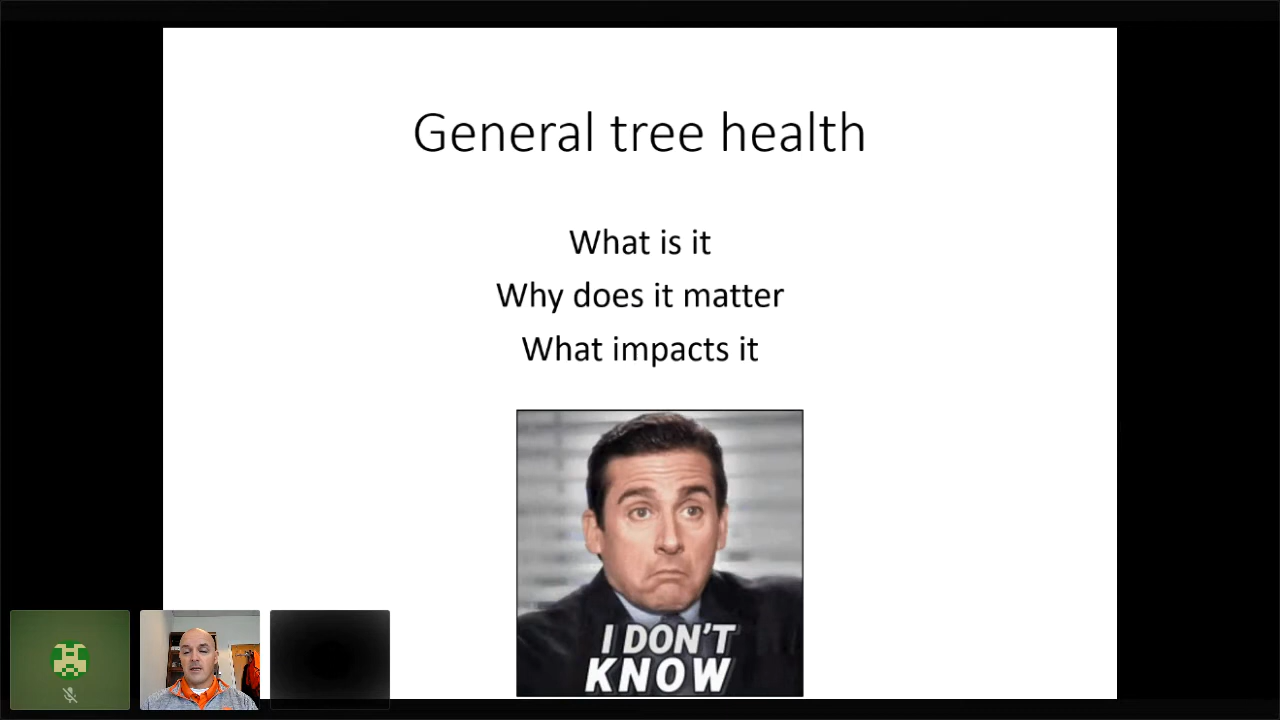 General tree health
What is it
Why does it matter
What impacts it
I DON'T
KNOW